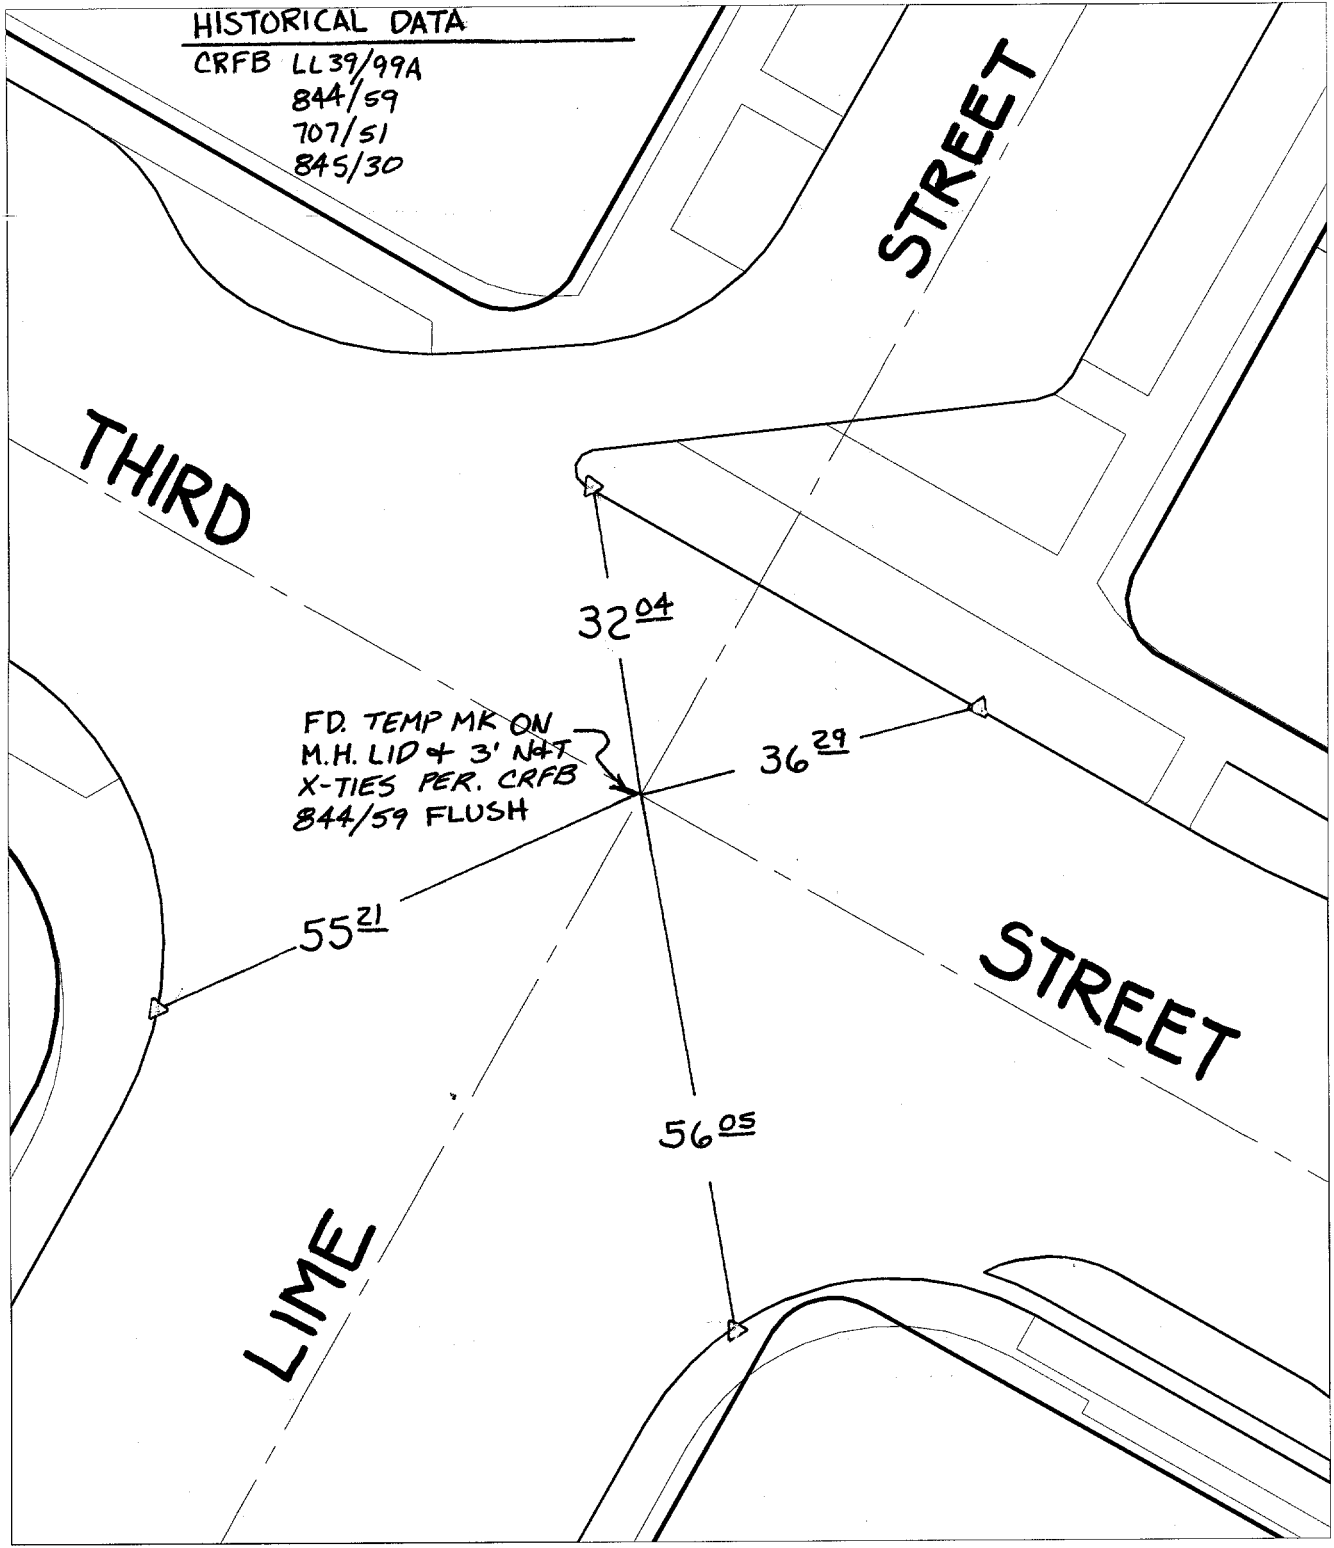 HISTORICAL DATA
CRFB LL39/99A
844/59
707/51
845/30
STREET
THIRD
32 04
FD. TEMP MK ON
M.H. LID & 3' N&T
X-TIES PER. CRFB
844/59 FLUSH
36 29
55 21
STREET
56 05
LIME